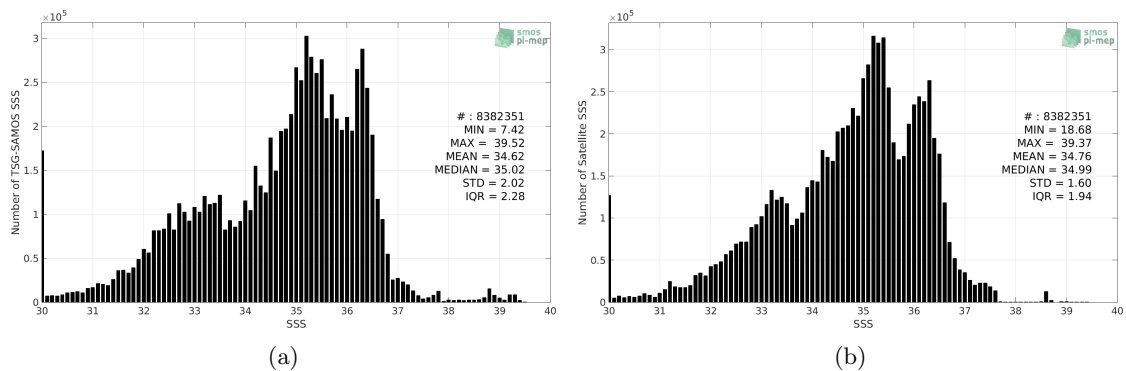 ×10⁵
3
2.5
2
1.5
1
0.5
0
30 31 32 33 34 35 36 37 38 39 40
SSS
Number of TSG-SAMOS SSS
smos
pi-mep
# : 8382351
MIN = 7.42
MAX = 39.52
MEAN = 34.62
MEDIAN = 35.02
STD = 2.02
IQR = 2.28
(a)
×10⁵
3
2.5
2
1.5
1
0.5
0
30 31 32 33 34 35 36 37 38 39 40
SSS
Number of Satellite SSS
smos
pi-mep
# : 8382351
MIN = 18.68
MAX = 39.37
MEAN = 34.76
MEDIAN = 34.99
STD = 1.60
IQR = 1.94
(b)